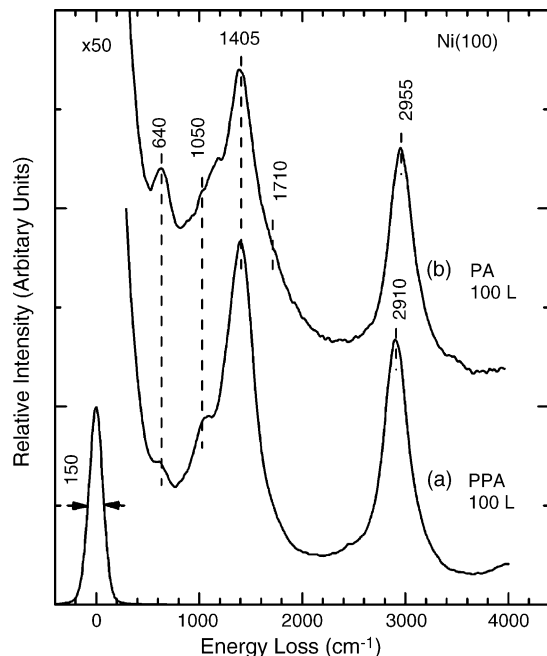 x50
1405
Ni(100)
640
1050
1710
2955
(b) PA
100 L
2910
(a) PPA
100 L
150
Relative Intensity (Arbitary Units)
0 1000 2000 3000 4000
Energy Loss (cm-1)